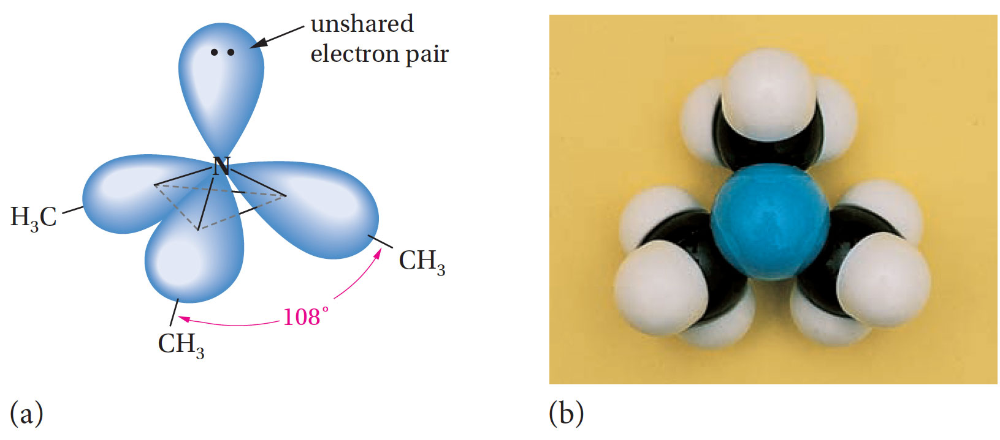 unshared
electron pair
N
H₃C
CH₃
108°
CH₃
(a)
(b)